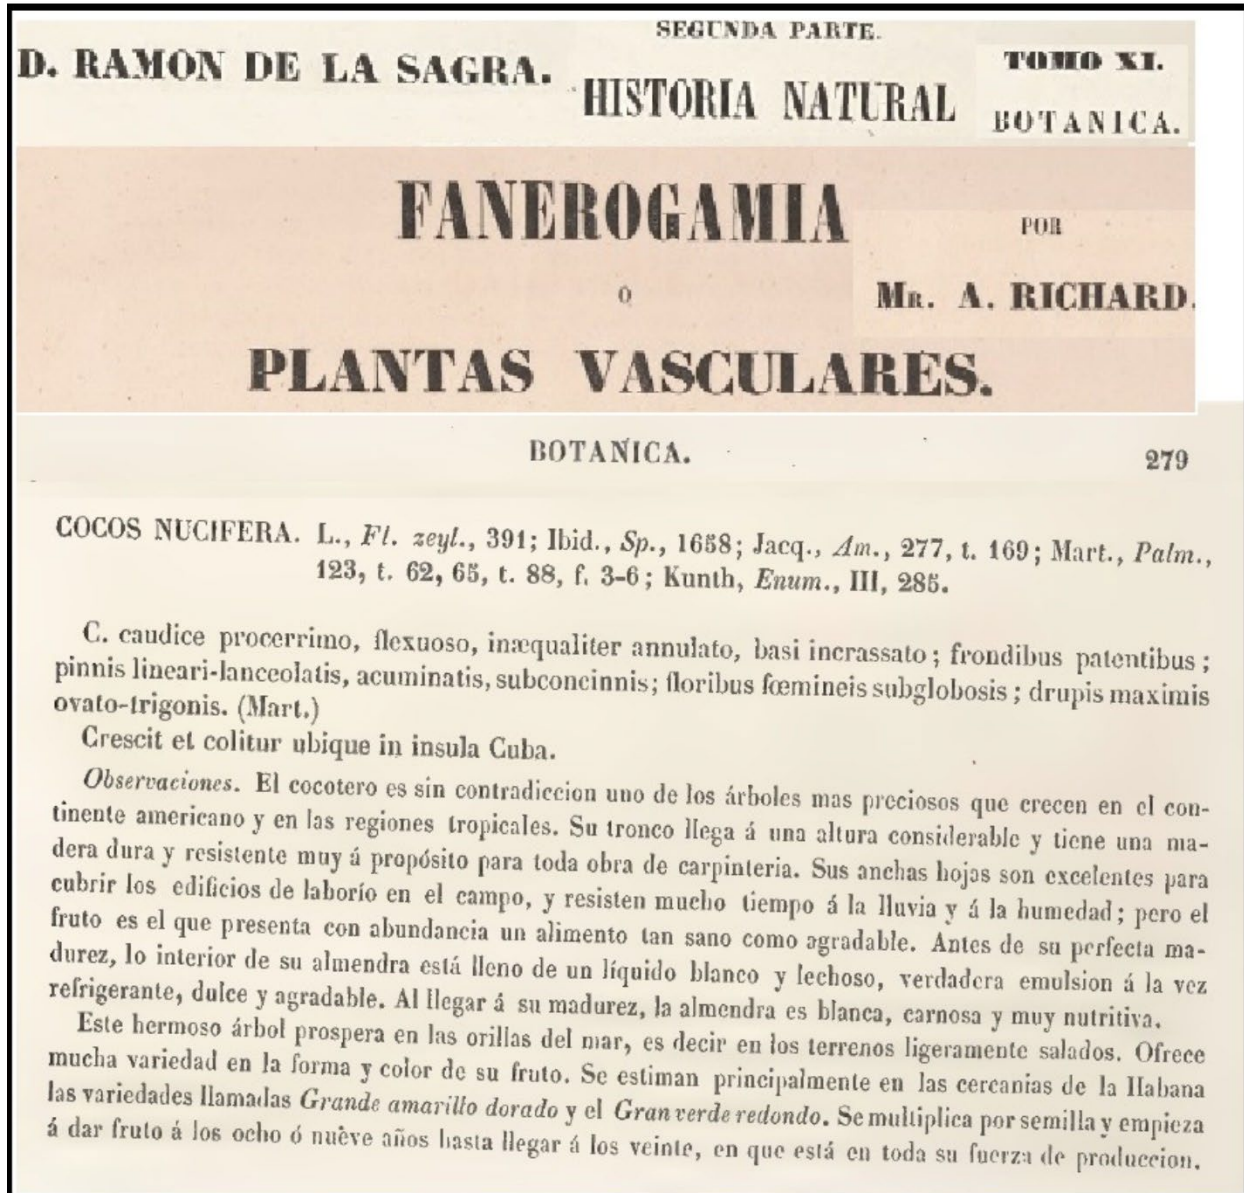 D. RAMON DE LA SAGRA.
SEGUNDA PARTE.
HISTORIA NATURAL
TOMO XI.
BOTANICA.
FANEROGAMIA
O
PLANTAS VASCULARES.
POR
MR. A. RICHARD.
BOTANICA.
279
COCOS NUCIFERA. L., Fl. zeyl., 391; Ibid., Sp., 1658; Jacq., Am., 277, t. 169; Mart., Palm.,
123, t. 62, 65, t. 88, f. 3-6; Kunth, Enum., III, 285.
C. caudice procerrimo, flexuoso, inæqualiter annulato, basi incrassato; frondibus patentibus;
pinnis lineari-lanceolatis, acuminatis, subconcinnis; floribus fœmineis subglobosis; drupis maximis
ovato-trigonis. (Mart.)
Crescit et colitur ubique in insula Cuba.
Observaciones. El cocotero es sin contradiccion uno de los árboles mas preciosos que crecen en el con-
tinente americano y en las regiones tropicales. Su tronco llega á una altura considerable y tiene una ma-
dera dura y resistente muy á propósito para toda obra de carpinteria. Sus anchas hojas son excelentes para
cubrir los edificios de laborío en el campo, y resisten mucho tiempo á la lluvia y á la humedad; pero el
fruto es el que presenta con abundancia un alimento tan sano como agradable. Antes de su perfecta ma-
durez, lo interior de su almendra está lleno de un líquido blanco y lechoso, verdadera emulsion á la vez
refrigerante, dulce y agradable. Al llegar á su madurez, la almendra es blanca, carnosa y muy nutritiva.
Este hermoso árbol prospera en las orillas del mar, es decir en los terrenos ligeramente salados. Ofrece
mucha variedad en la forma y color de su fruto. Se estiman principalmente en las cercanias de la Habana
las variedades llamadas Grande amarillo dorado y el Gran verde redondo. Se multiplica por semilla y empieza
á dar fruto á los ocho ó nueve años hasta llegar á los veinte, en que está en toda su fuerza de produccion.